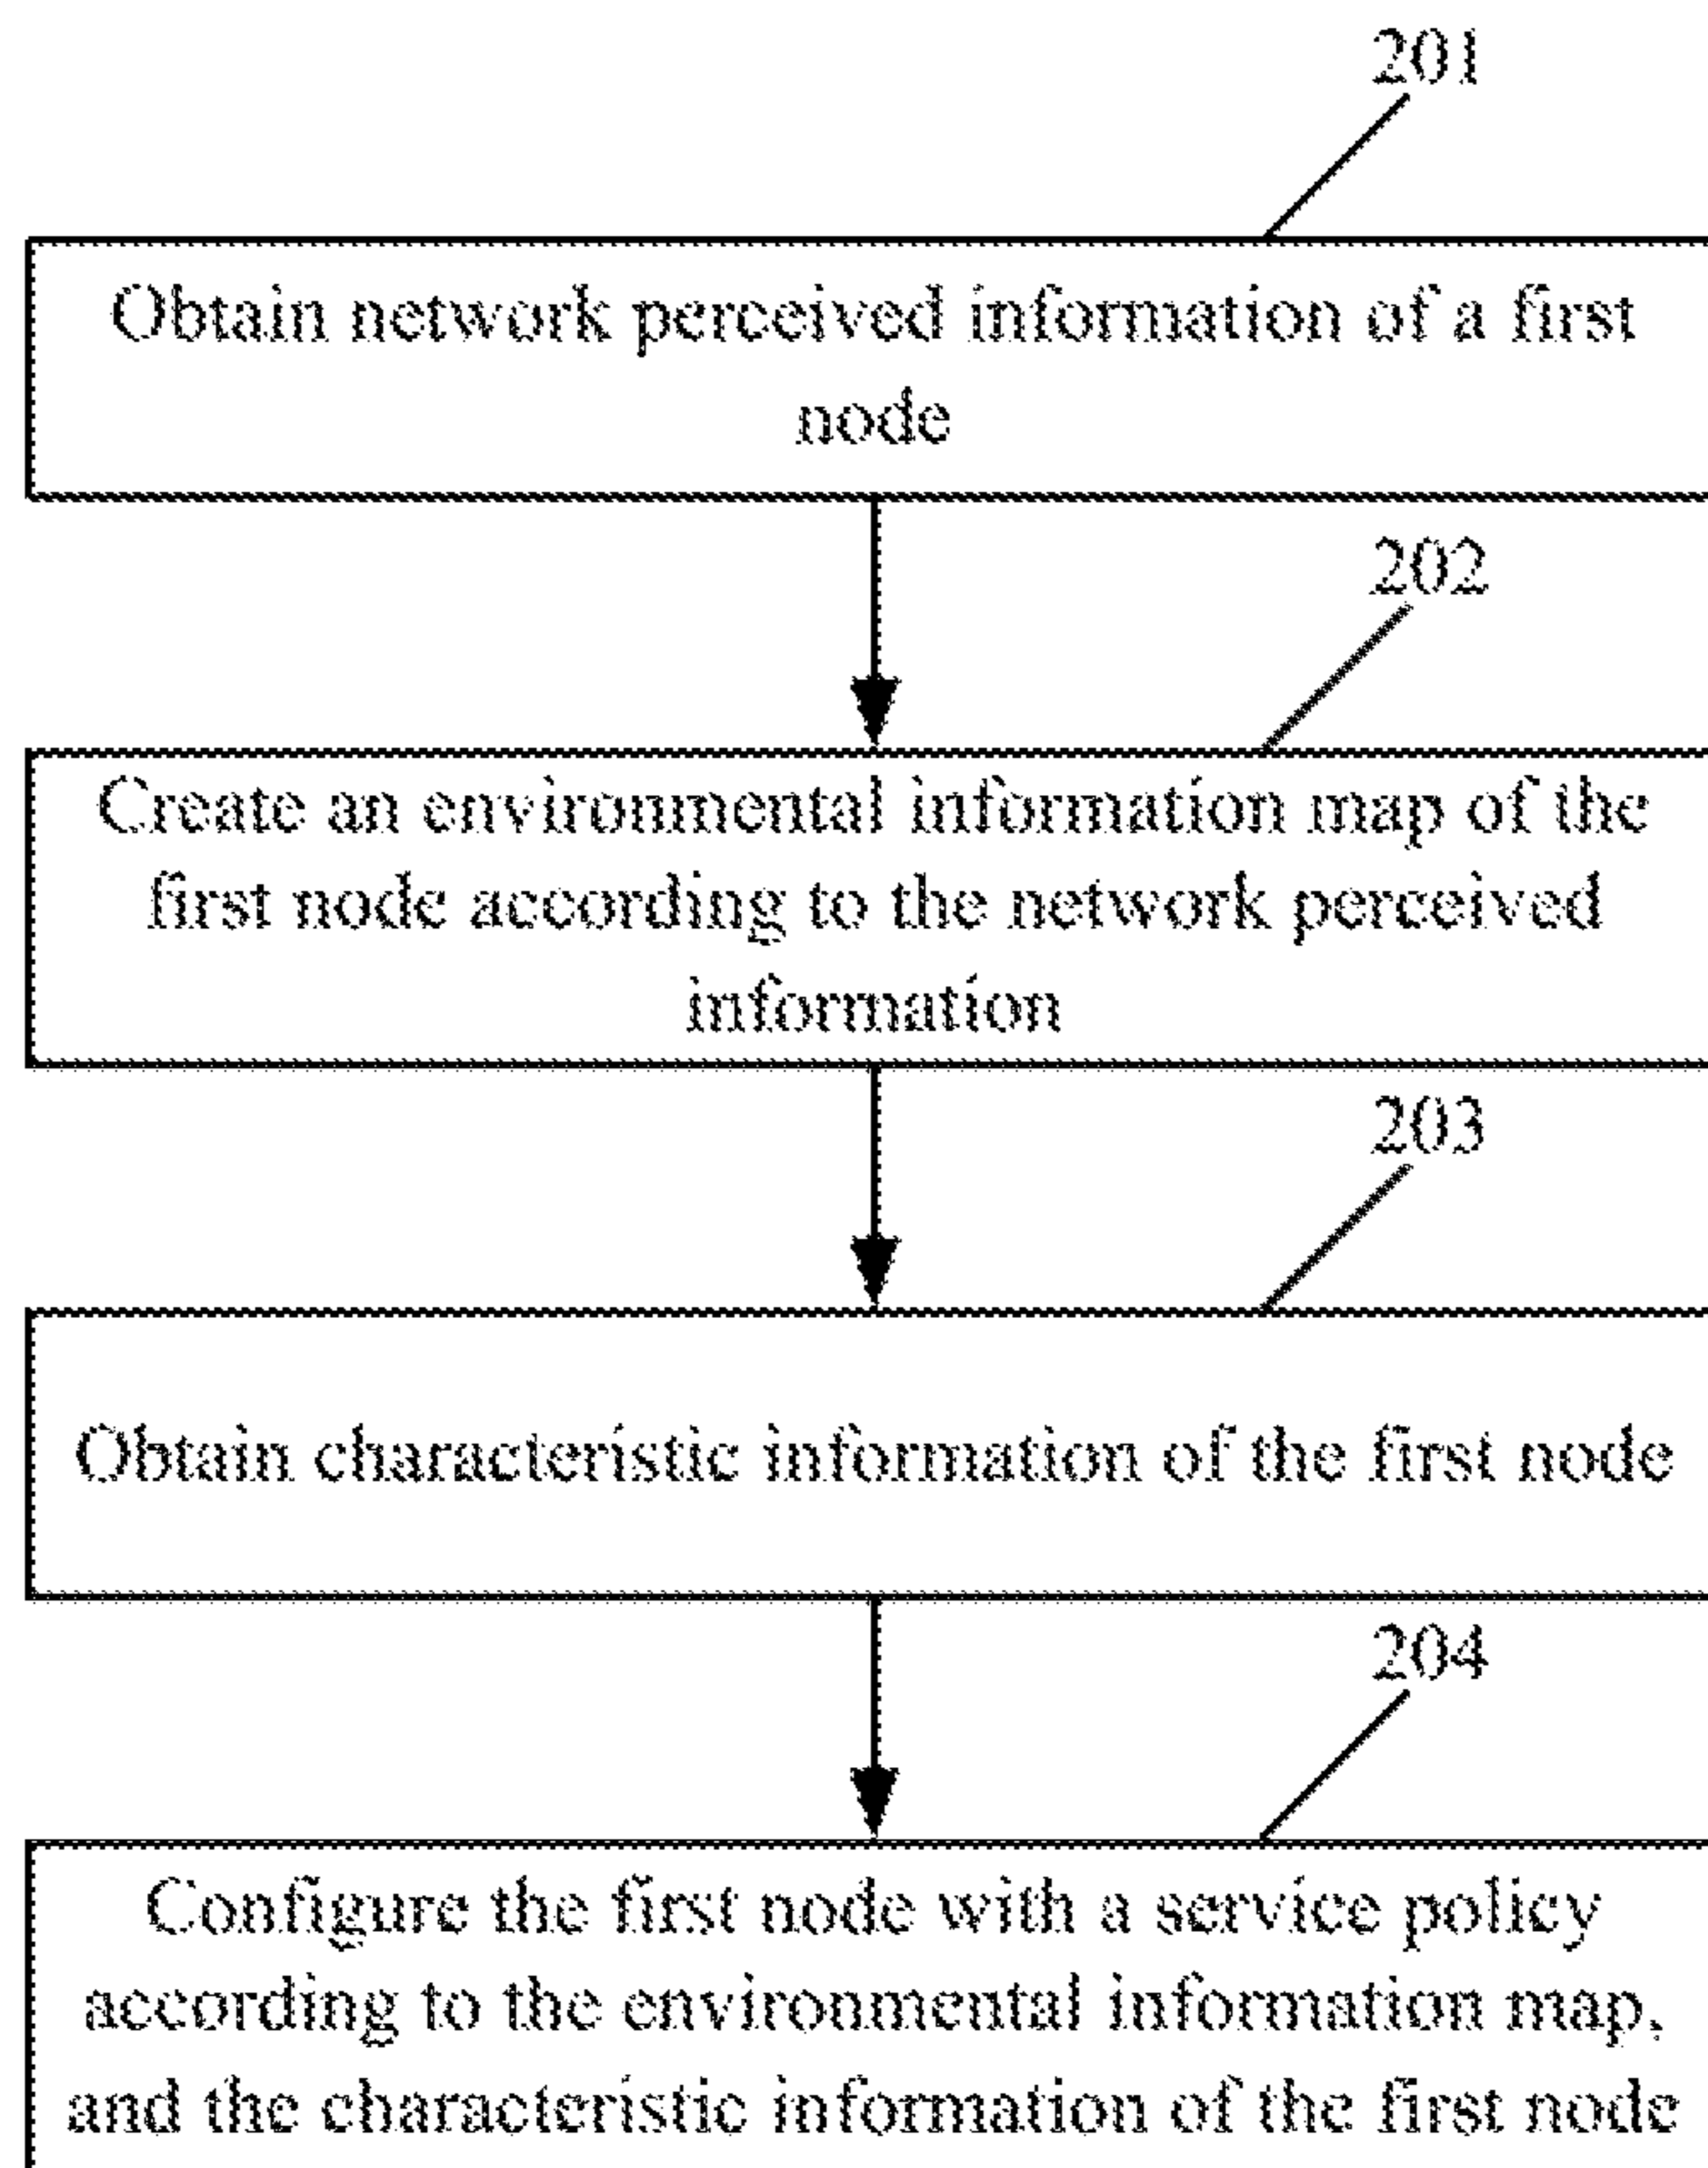 201
Obtain network perceived information of a first
node
202
Create an environmental information map of the
first node according to the network perceived
information
203
Obtain characteristic information of the first node
204
Configure the first node with a service policy
according to the environmental information map,
and the characteristic information of the first node